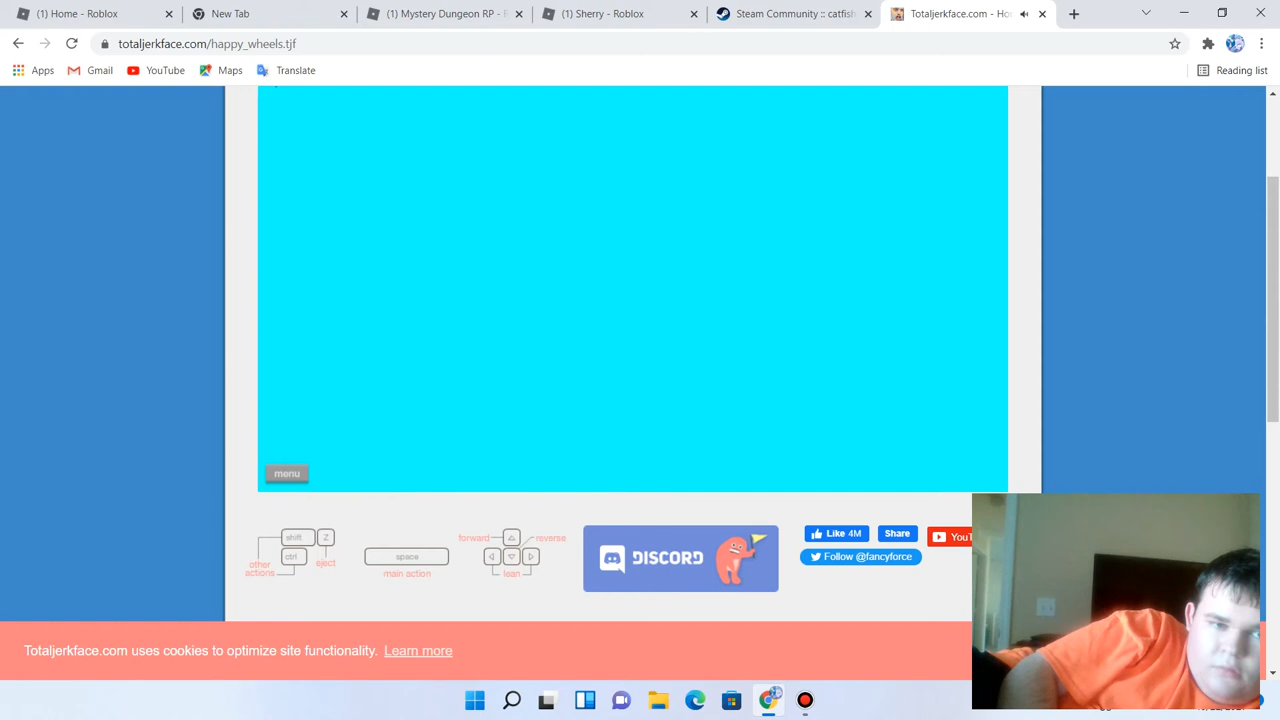 (1) Home - Roblox
New Tab
(1) Mystery Dungeon RP -
(1) Sherry - Roblox
Steam Community :: catfish
Totaljerkface.com - Ho
totaljerkface.com/happy_wheels.tjf
Apps
Gmail
YouTube
Maps
Translate
Reading list
menu
shift
Z
ctrl
other
actions
eject
space
main action
forward
reverse
lean
DISCORD
Like 4M
Share
YouT
Follow @fancyforce
Totaljerkface.com uses cookies to optimize site functionality. Learn more